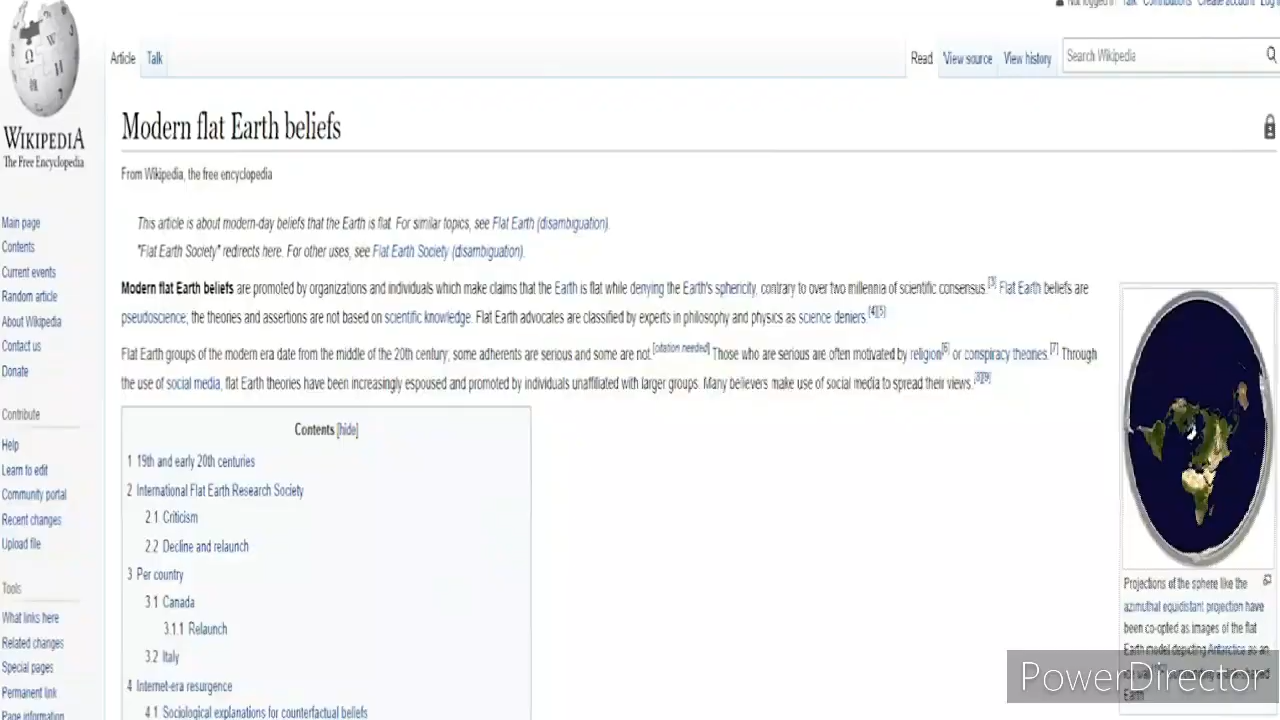 Not logged in Talk Contributions Create account Log in
WIKIPEDIA
The Free Encyclopedia
Main page
Contents
Current events
Random article
About Wikipedia
Contact us
Donate
Contribute
Help
Learn to edit
Community portal
Recent changes
Upload file
Tools
What links here
Related changes
Special pages
Permanent link
Page information
Article Talk
Read View source View history Search Wikipedia
Modern flat Earth beliefs
From Wikipedia, the free encyclopedia
This article is about modern-day beliefs that the Earth is flat. For similar topics, see Flat Earth (disambiguation).
"Flat Earth Society" redirects here. For other uses, see Flat Earth Society (disambiguation).
Modern flat Earth beliefs are promoted by organizations and individuals which make claims that the Earth is flat while denying the Earth's sphericity, contrary to over two millennia of scientific consensus.[3] Flat Earth beliefs are
pseudoscience; the theories and assertions are not based on scientific knowledge. Flat Earth advocates are classified by experts in philosophy and physics as science deniers.[4][5]
Flat Earth groups of the modern era date from the middle of the 20th century; some adherents are serious and some are not.[citation needed] Those who are serious are often motivated by religion[6] or conspiracy theories.[7] Through
the use of social media, flat Earth theories have been increasingly espoused and promoted by individuals unaffiliated with larger groups. Many believers make use of social media to spread their views.[8][9]
Contents [hide]
1 19th and early 20th centuries
2 International Flat Earth Research Society
2.1 Criticism
2.2 Decline and relaunch
3 Per country
3.1 Canada
3.1.1 Relaunch
3.2 Italy
4 Internet-era resurgence
4.1 Sociological explanations for counterfactual beliefs
Projections of the sphere like the
azimuthal equidistant projection have
been co-opted as images of the flat
Earth model depicting Antarctica as an
Earth
PowerDirector